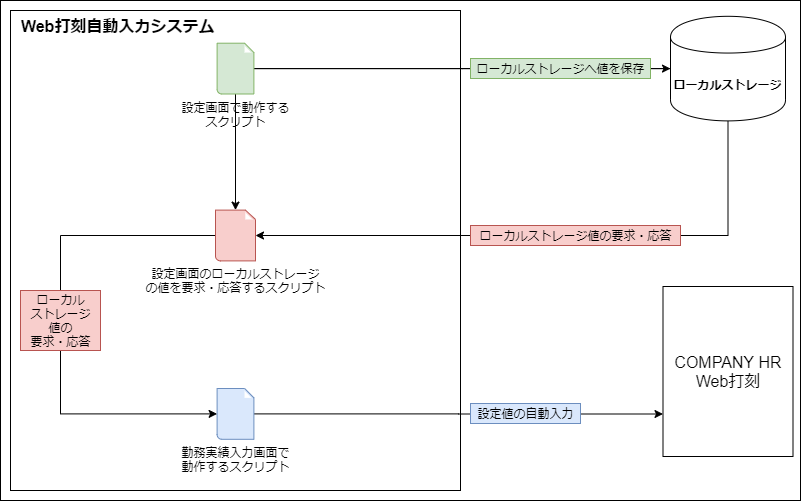 Web打刻自動入力システム
ローカルストレージへ値を保存
ローカルストレージ
設定画面で動作する
スクリプト
ローカルストレージ値の要求・応答
設定画面のローカルストレージ
の値を要求・応答するスクリプト
ローカル
ストレージ
値の
要求・応答
COMPANY HR
Web打刻
設定値の自動入力
勤務実績入力画面で
動作するスクリプト